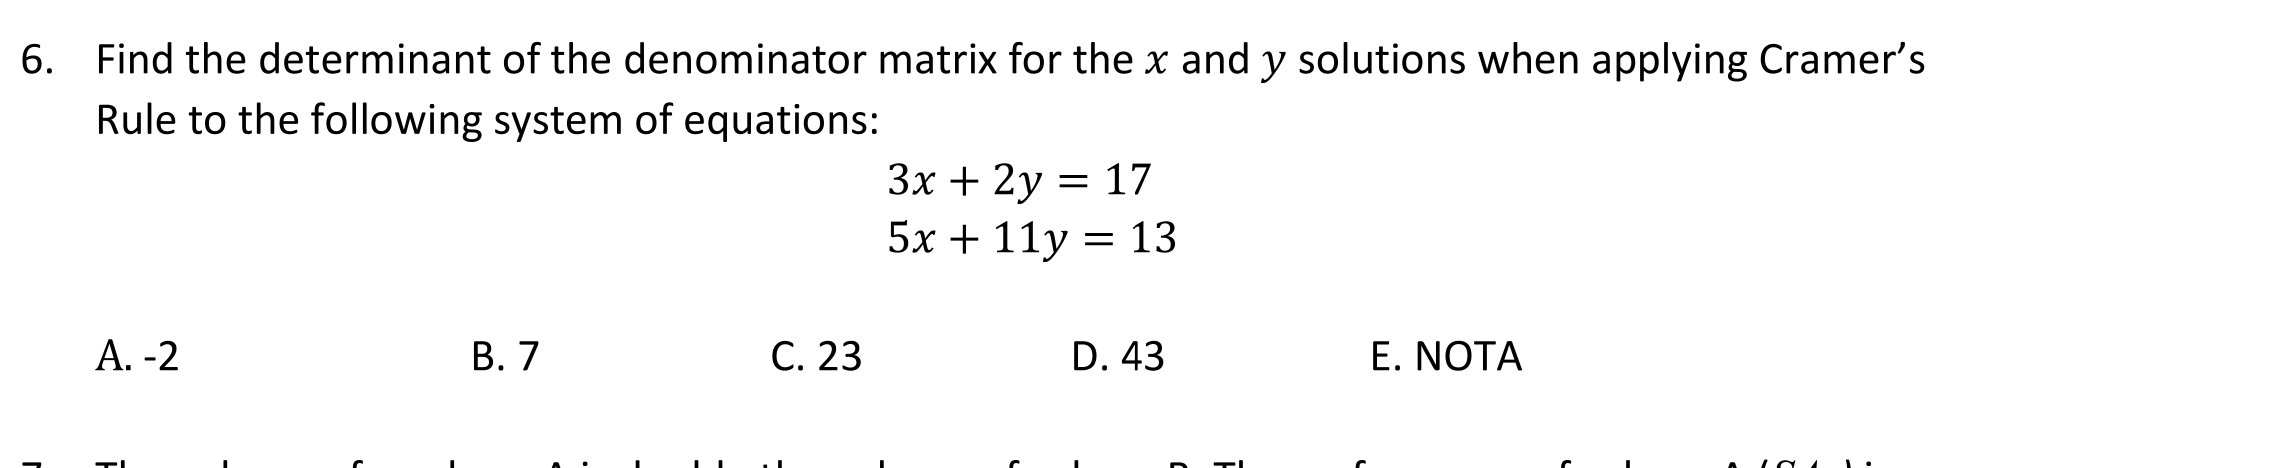 6. Find the determinant of the denominator matrix for the x and y solutions when applying Cramer’s
Rule to the following system of equations:
3x + 2y = 17
5x + 11y = 13
A. -2 B. 7 C. 23 D. 43 E. NOTA